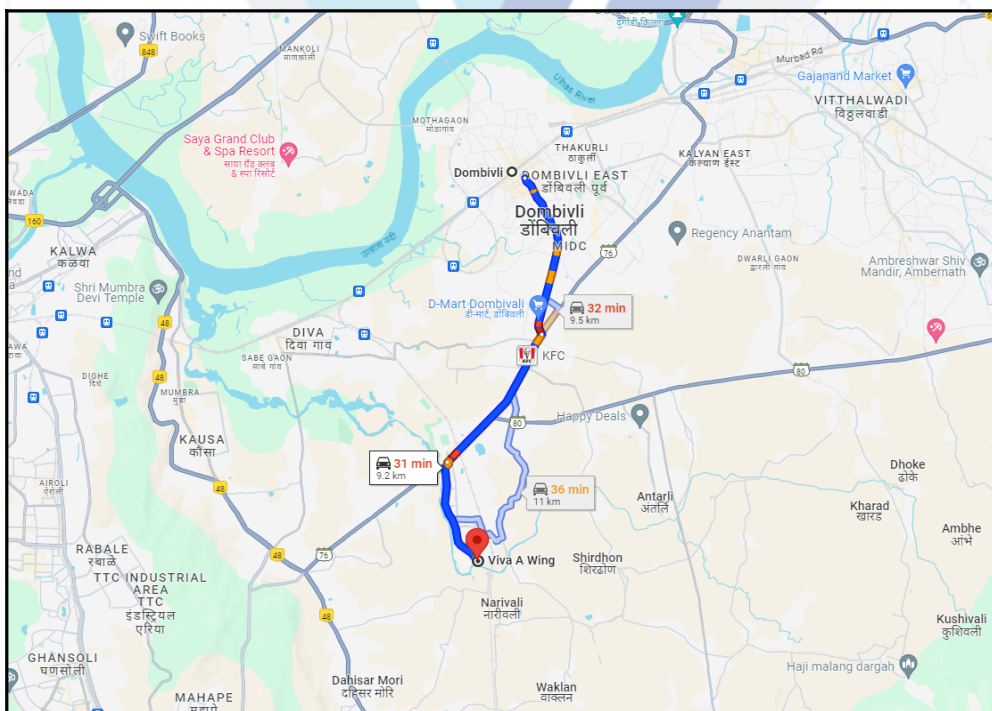 दुर्गाडी किल्ला
Swift Books
848
MANKOLI
माणकोली
Ulhas River
Murbad Rd
Gajanand Market
VITTHALWADI
विठ्ठलवाडी
MOTHAGAON
मोठागांव
Saya Grand Club
& Spa Resort
साया ग्रँड क्लब
& स्पा रिसोर्ट
THAKURLI
ठाकुर्ली
KALYAN EAST
कल्याण ईस्ट
Dombivli
DOMBIVLI EAST
डोंबिवली पूर्व
Dombivli
डोंबिवली
MIDC
160
KALWA
कळवा
उल्हास नदी
76
Regency Anantam
DWARLI GAON
द्वारली गाव
Ambreshwar Shiv
Mandir, Ambernath
Shri Mumbra
Devi Temple
48
D-Mart Dombivali
डी-मार्ट, डोंबिवली
32 min
9.5 km
DIVA
दिवा गाव
SABE GAON
साबे गाव
KFC
80
DIGHE
दिघे
48
MUMBRA
मुंब्रा
80
Happy Deals
KAUSA
कौसा
31 min
9.2 km
36 min
11 km
AIROLI
ऐरोली
48
Antarli
अंतर्लि
Dhoke
ढोके
Kharad
खारड
Ambhe
आंभे
RABALE
रबाळे
48
76
Viva A Wing
Shirdhon
शिरढोण
TTC INDUSTRIAL
AREA
TTC
इंडस्ट्रियल
एरिया
48
Narivali
नारीवली
Kushivali
कुशिवली
GHANSOLI
घणसोली
Haji malang dargah
Dahisar Mori
दहिसर मोरि
Waklan
वाकलन
MAHAPE
महापे